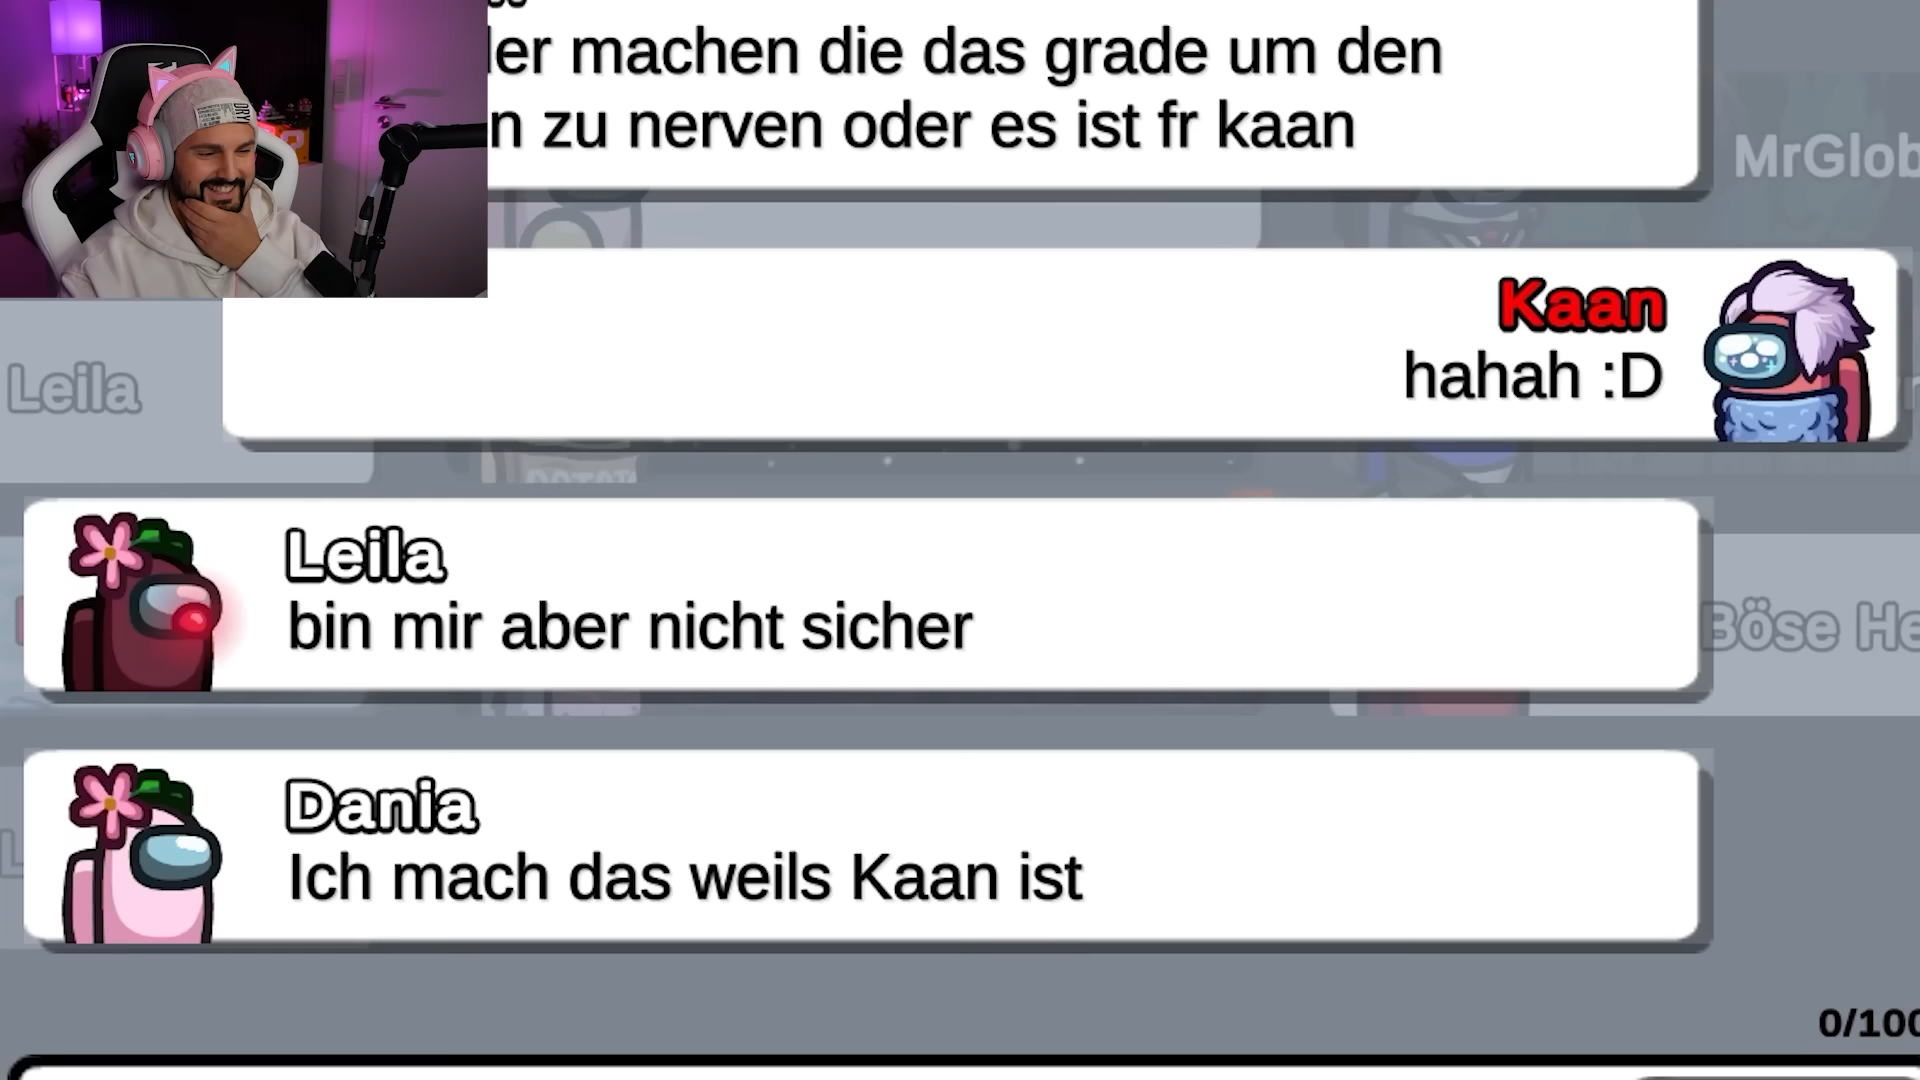 machen die das grade um den
zu nerven oder es ist fr kaan
Kaan
hahah :D
Leila
bin mir aber nicht sicher
Dania
Ich mach das weils Kaan ist
MrGlob
Leila
Böse He
0/100